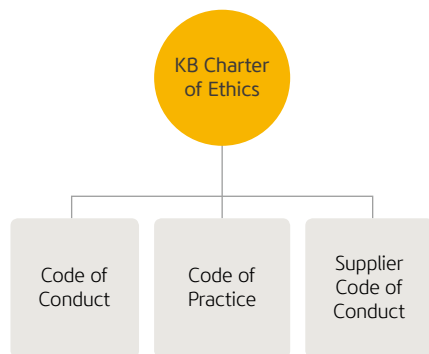 KB Charter
of Ethics
Code of
Conduct
Code of
Practice
Supplier
Code of
Conduct